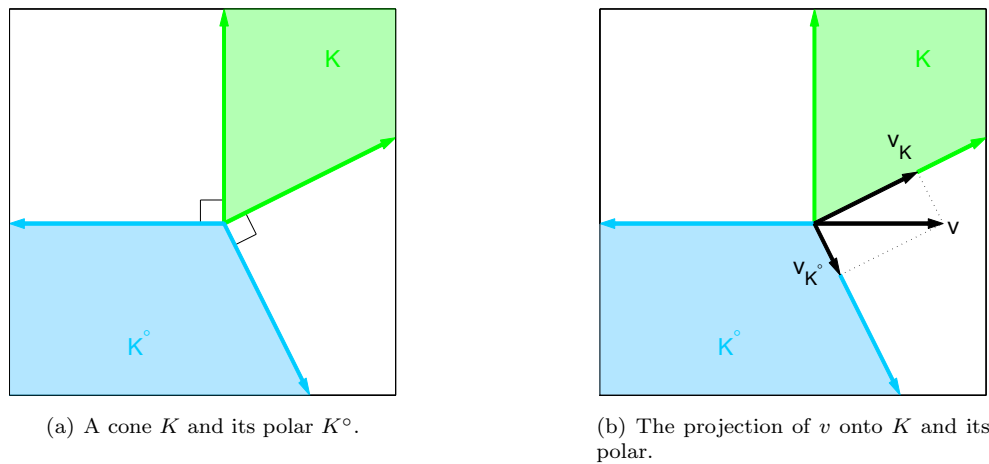 K
K°
(a) A cone K and its polar K°.
K
v_K
v
v_K°
K°
(b) The projection of v onto K and its
polar.